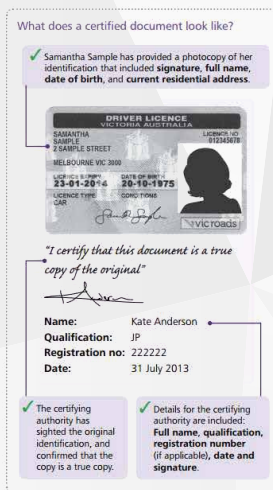 What does a certified document look like?
Samantha Sample has provided a photocopy of her
identification that included signature, full name,
date of birth, and current residential address.
DRIVER LICENCE
VICTORIA AUSTRALIA
SAMANTHA
SAMPLE
2 SAMPLE STREET
LICENCE NO
012345678
MELBOURNE VIC 3000
LICENCE EXPIRY DATE OF BIRTH
23-01-2014 20-10-1975
LICENCE TYPE CONDITIONS
CAR
vicroads
"I certify that this document is a true
copy of the original"
Name: Kate Anderson
Qualification: JP
Registration no: 222222
Date: 31 July 2013
The certifying
authority has
sighted the original
identification, and
confirmed that the
copy is a true copy.
Details for the certifying
authority are included:
Full name, qualification,
registration number
(if applicable), date and
signature.